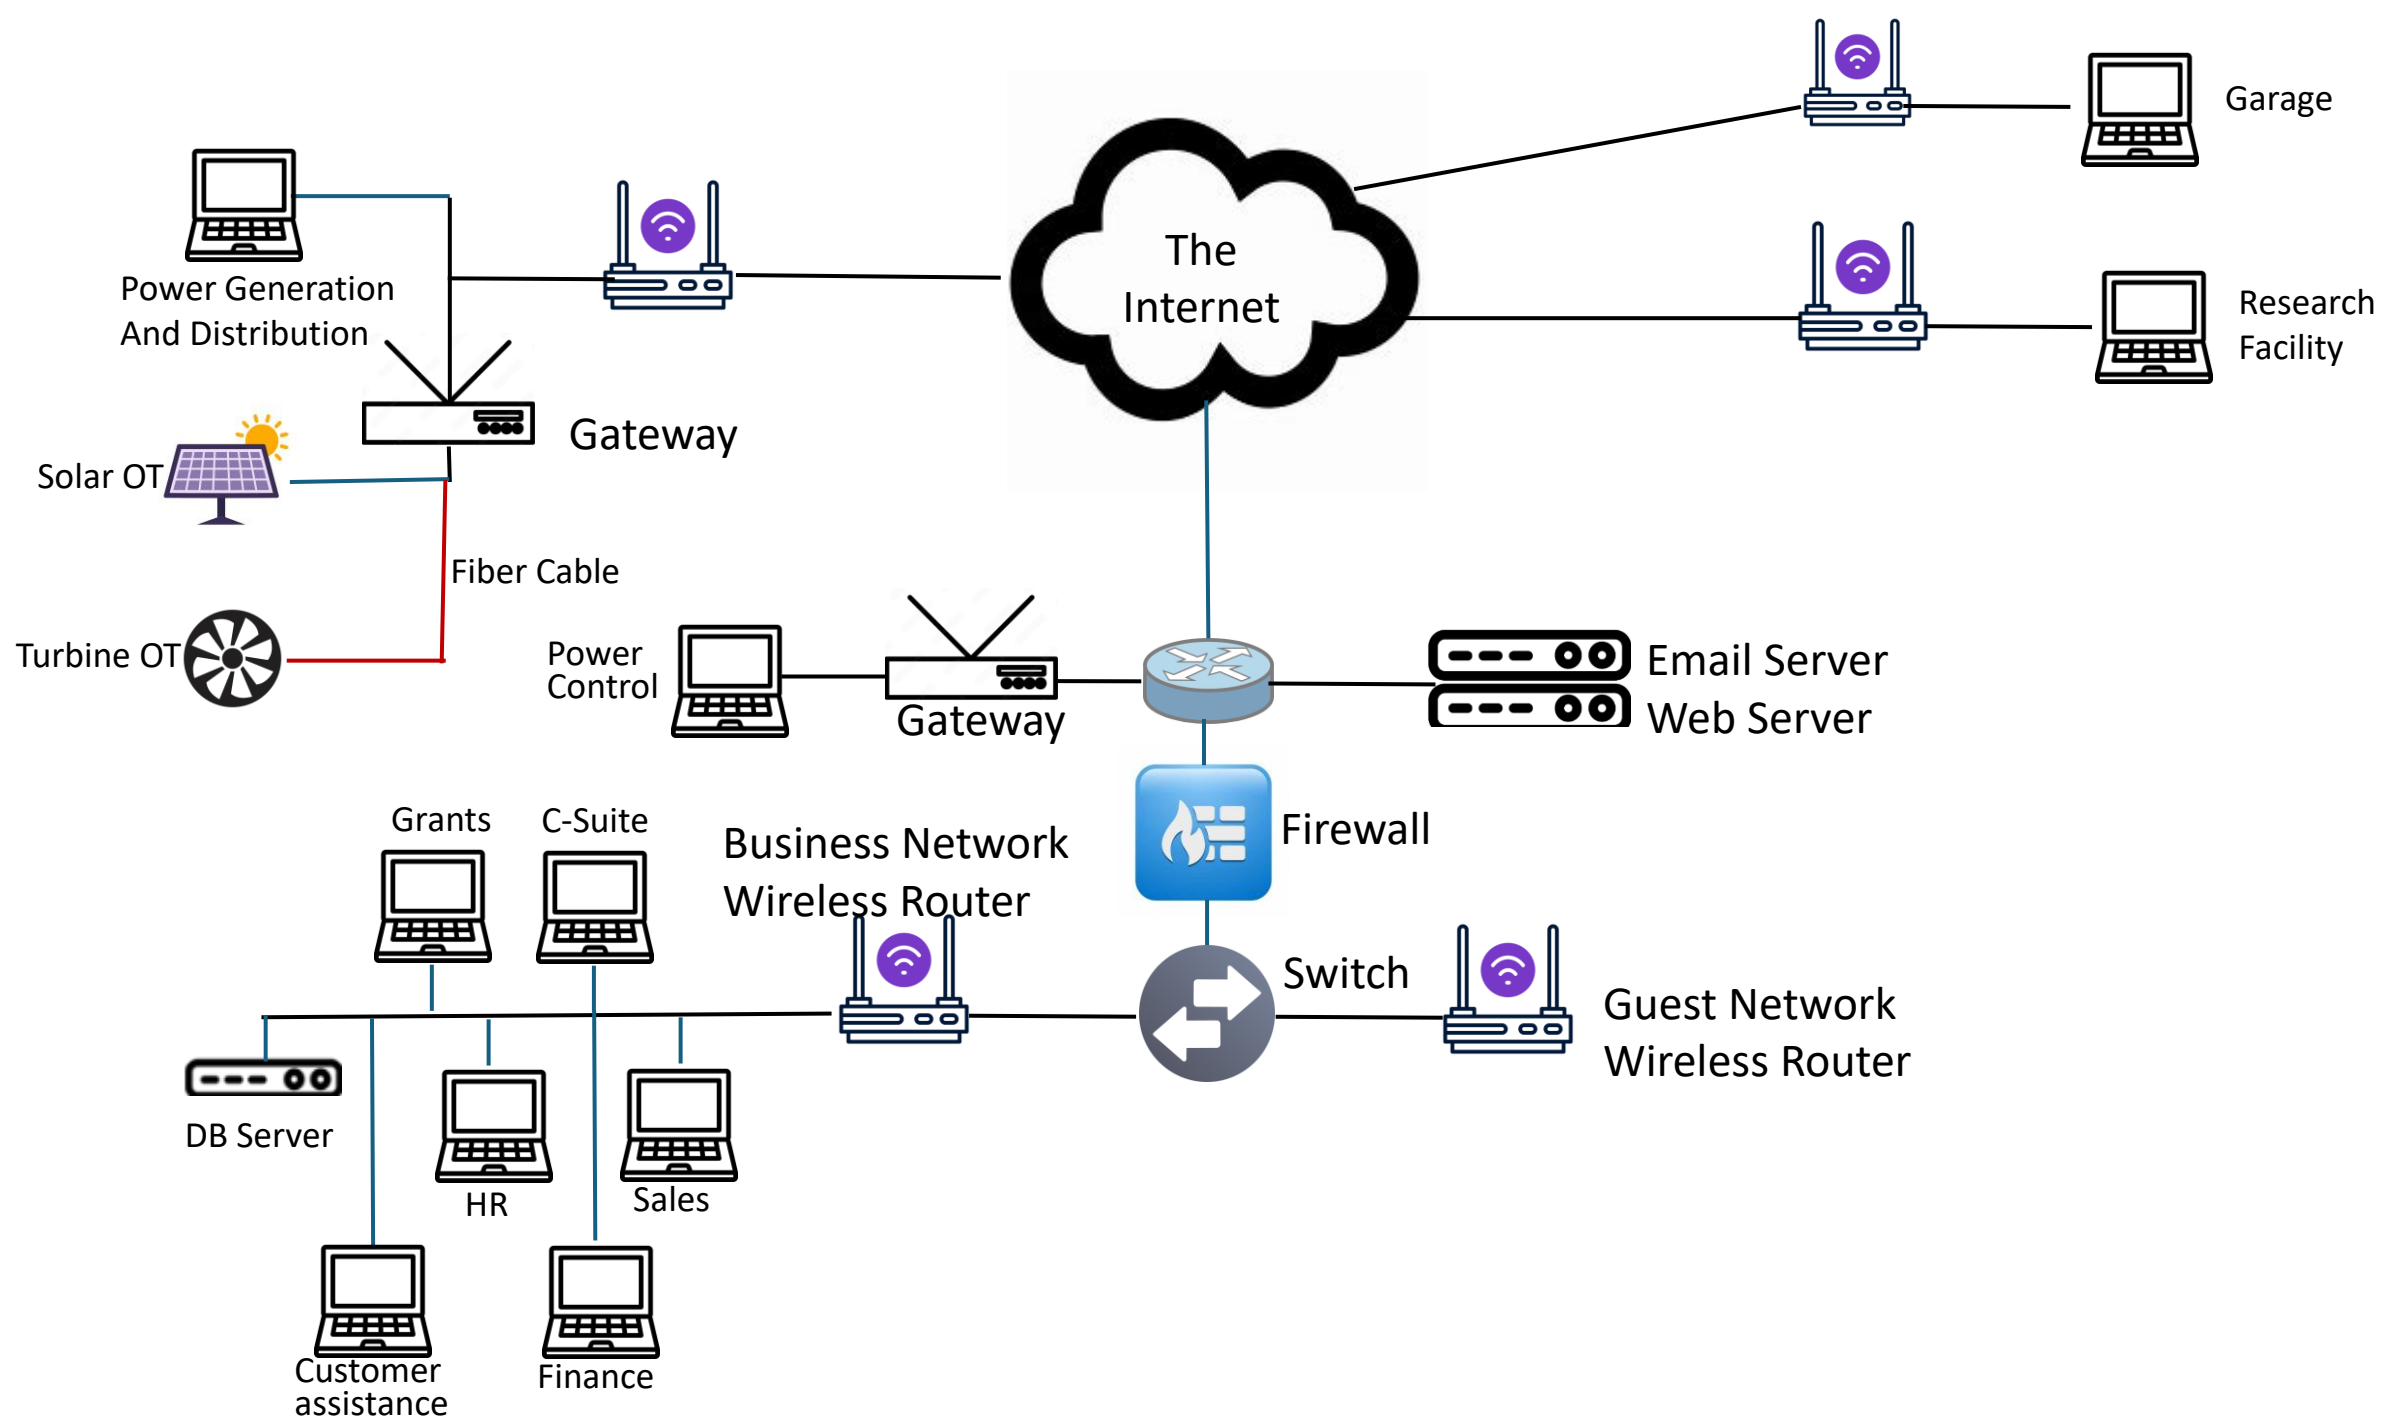 Garage
The
Internet
Power Generation
And Distribution
Research
Facility
Gateway
Solar OT
Fiber Cable
Turbine OT
Power
Control
Gateway
Email Server
Web Server
Grants
C-Suite
Business Network
Wireless Router
Firewall
Switch
Guest Network
Wireless Router
DB Server
HR
Sales
Customer
assistance
Finance